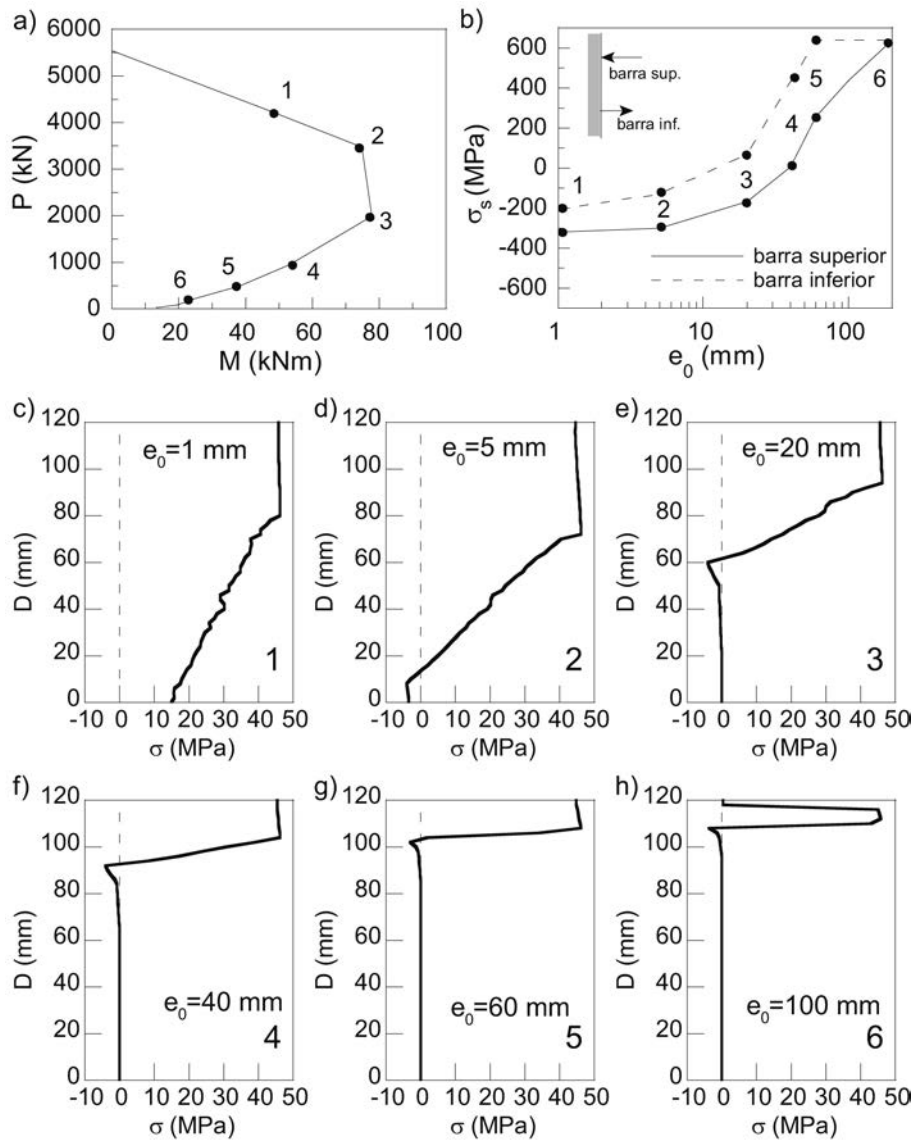 a)
6000
5000
4000
3000
2000
1000
0
P (kN)
1
2
3
4
5
6
0 20 40 60 80 100
M (kNm)
b)
600
400
200
0
-200
-400
-600
σs (MPa)
barra sup.
barra inf.
1
2
3
4
5
6
barra superior
barra inferior
1 10 100
e0 (mm)
c)
120
100
80
60
40
20
0
D (mm)
e0=1 mm
1
-10 0 10 20 30 40 50
σ (MPa)
d)
120
100
80
60
40
20
0
D (mm)
e0=5 mm
2
-10 0 10 20 30 40 50
σ (MPa)
e)
120
100
80
60
40
20
0
D (mm)
e0=20 mm
3
-10 0 10 20 30 40 50
σ (MPa)
f)
120
100
80
60
40
20
0
D (mm)
e0=40 mm
4
-10 0 10 20 30 40 50
σ (MPa)
g)
120
100
80
60
40
20
0
D (mm)
e0=60 mm
5
-10 0 10 20 30 40 50
σ (MPa)
h)
120
100
80
60
40
20
0
D (mm)
e0=100 mm
6
-10 0 10 20 30 40 50
σ (MPa)